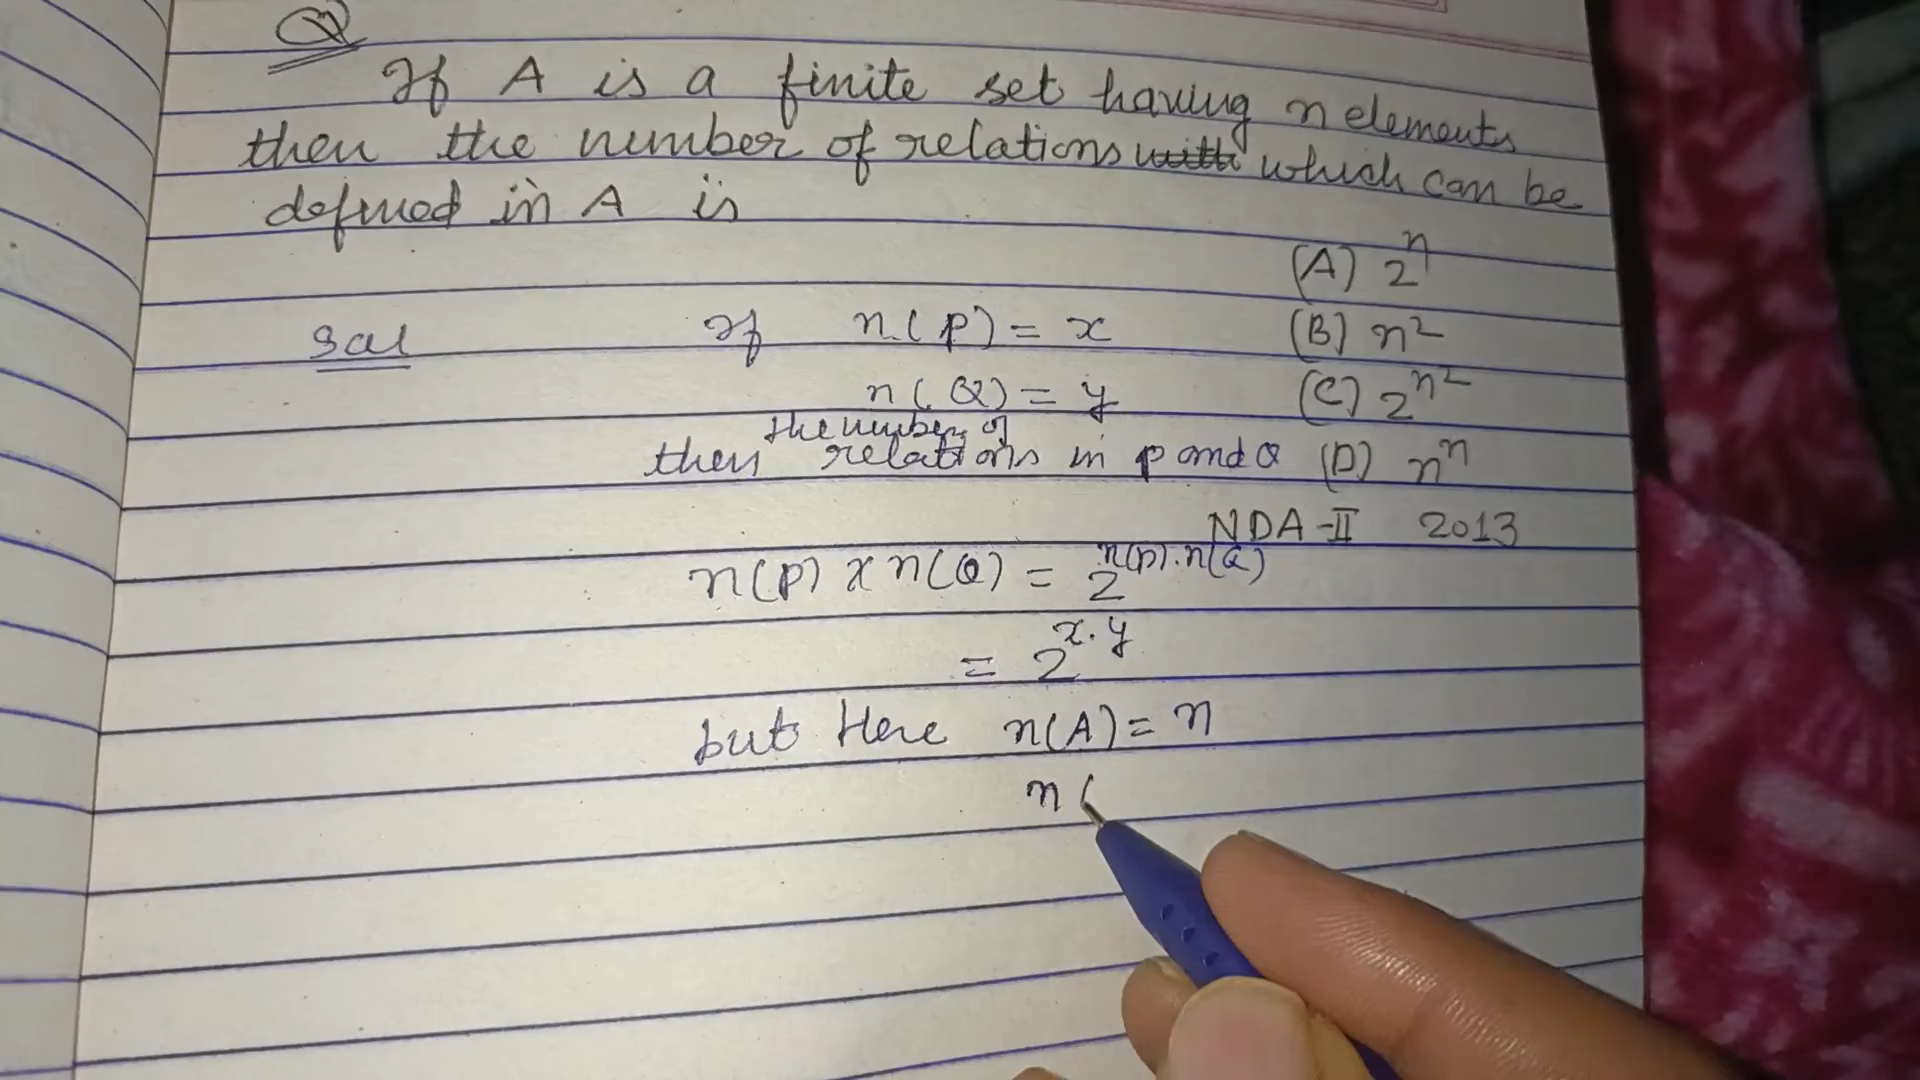 Q
If A is a finite set having n elements
then the number of relations with which can be
defined in A is
(A) 2^n
Sol If n(P) = x (B) n^2
n(Q) = y (C) 2^n^2
the number of
then relations in P and Q (D) n^n
NDA-II 2013
n(P) x n(Q) = 2^n(P).n(Q)
= 2^x.y
but Here n(A) = n
n(